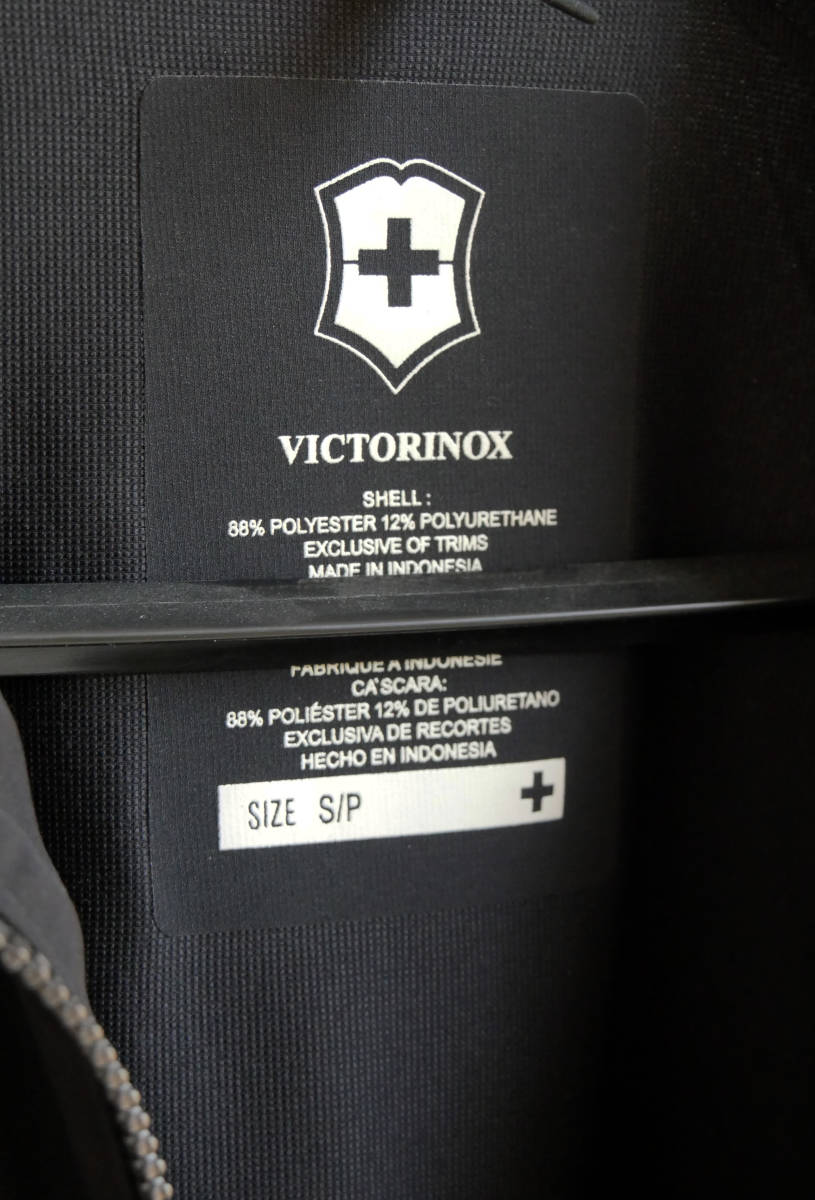 VICTORINOX
SHELL :
88% POLYESTER 12% POLYURETHANE
EXCLUSIVE OF TRIMS
MADE IN INDONESIA
FABRIQUE A INDONESIE
CA'SCARA:
88% POLIÉSTER 12% DE POLIURETANO
EXCLUSIVA DE RECORTES
HECHO EN INDONESIA
SIZE S/P